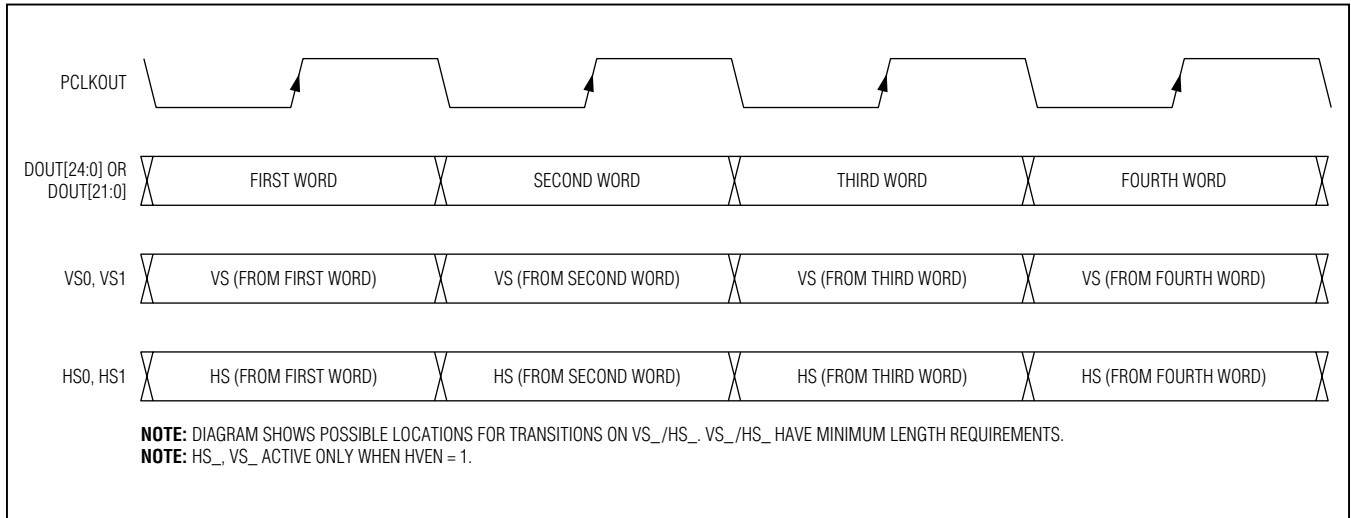 PCLKOUT
DOUT[24:0] OR
DOUT[21:0]
FIRST WORD
SECOND WORD
THIRD WORD
FOURTH WORD
VS0, VS1
VS (FROM FIRST WORD)
VS (FROM SECOND WORD)
VS (FROM THIRD WORD)
VS (FROM FOURTH WORD)
HS0, HS1
HS (FROM FIRST WORD)
HS (FROM SECOND WORD)
HS (FROM THIRD WORD)
HS (FROM FOURTH WORD)
NOTE: DIAGRAM SHOWS POSSIBLE LOCATIONS FOR TRANSITIONS ON VS_/HS_. VS_/HS_ HAVE MINIMUM LENGTH REQUIREMENTS.
NOTE: HS_, VS_ ACTIVE ONLY WHEN HVEN = 1.